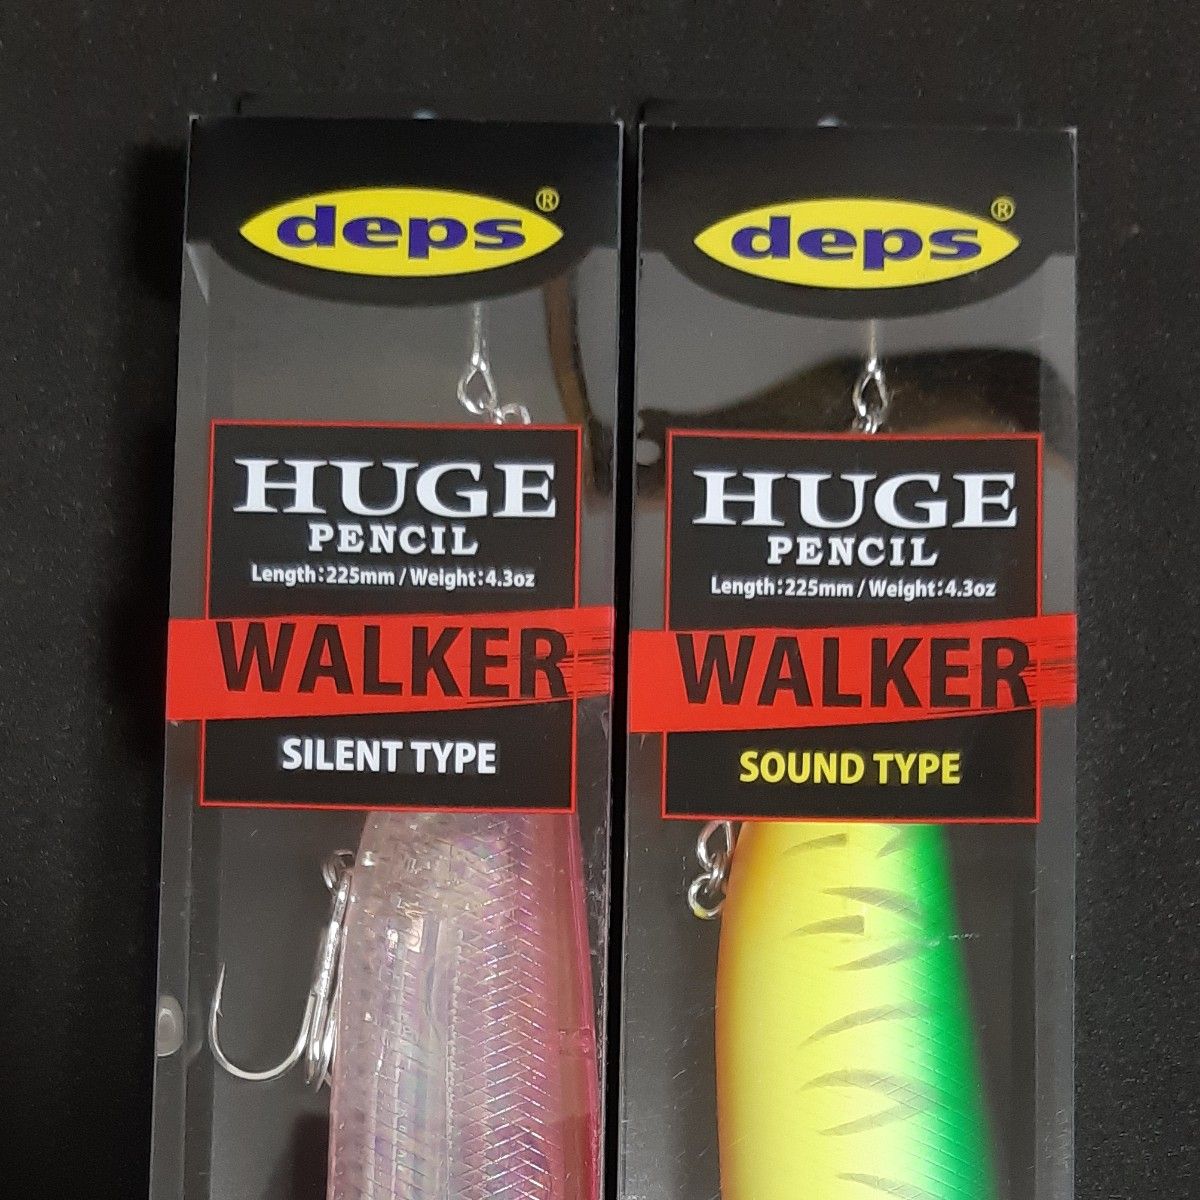 deps®
HUGE
PENCIL
Length:225mm / Weight:4.3oz
WALKER
SILENT TYPE
deps®
HUGE
PENCIL
Length:225mm / Weight:4.3oz
WALKER
SOUND TYPE